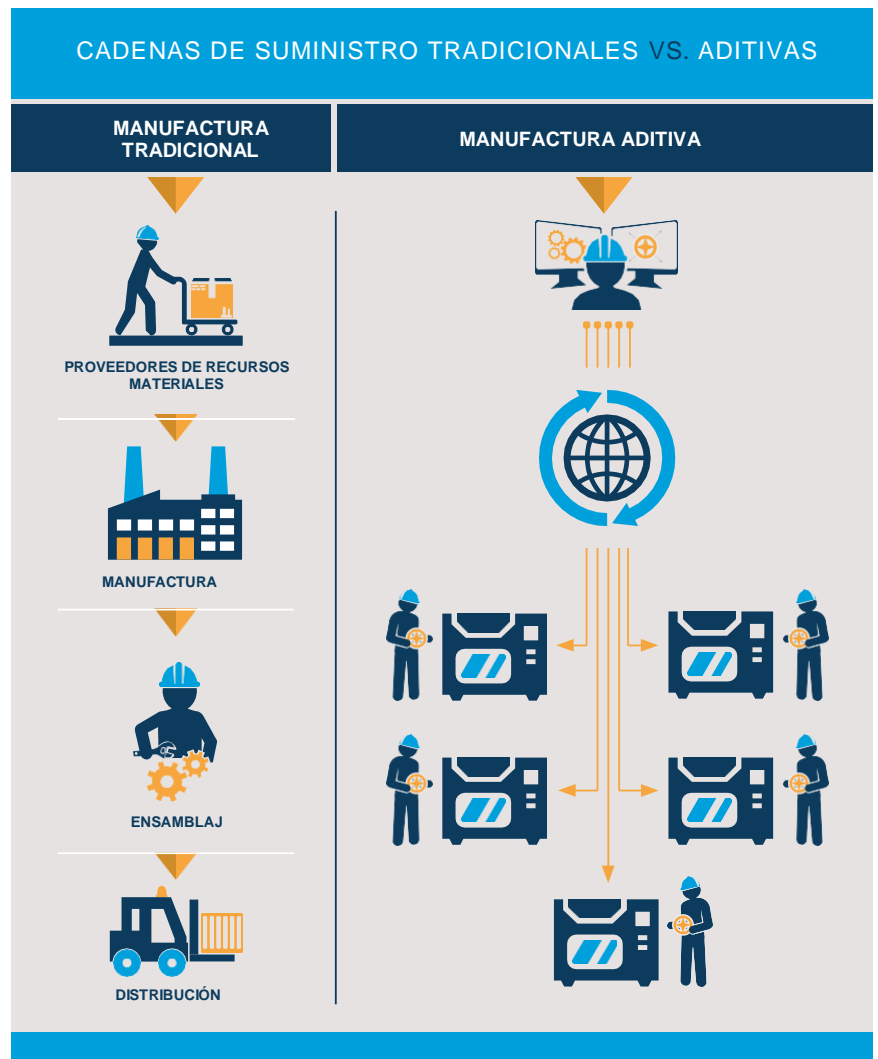 CADENAS DE SUMINISTRO TRADICIONALES VS. ADITIVAS
MANUFACTURA
TRADICIONAL
MANUFACTURA ADITIVA
PROVEEDORES DE RECURSOS
MATERIALES
MANUFACTURA
ENSAMBLAJ
DISTRIBUCIÓN